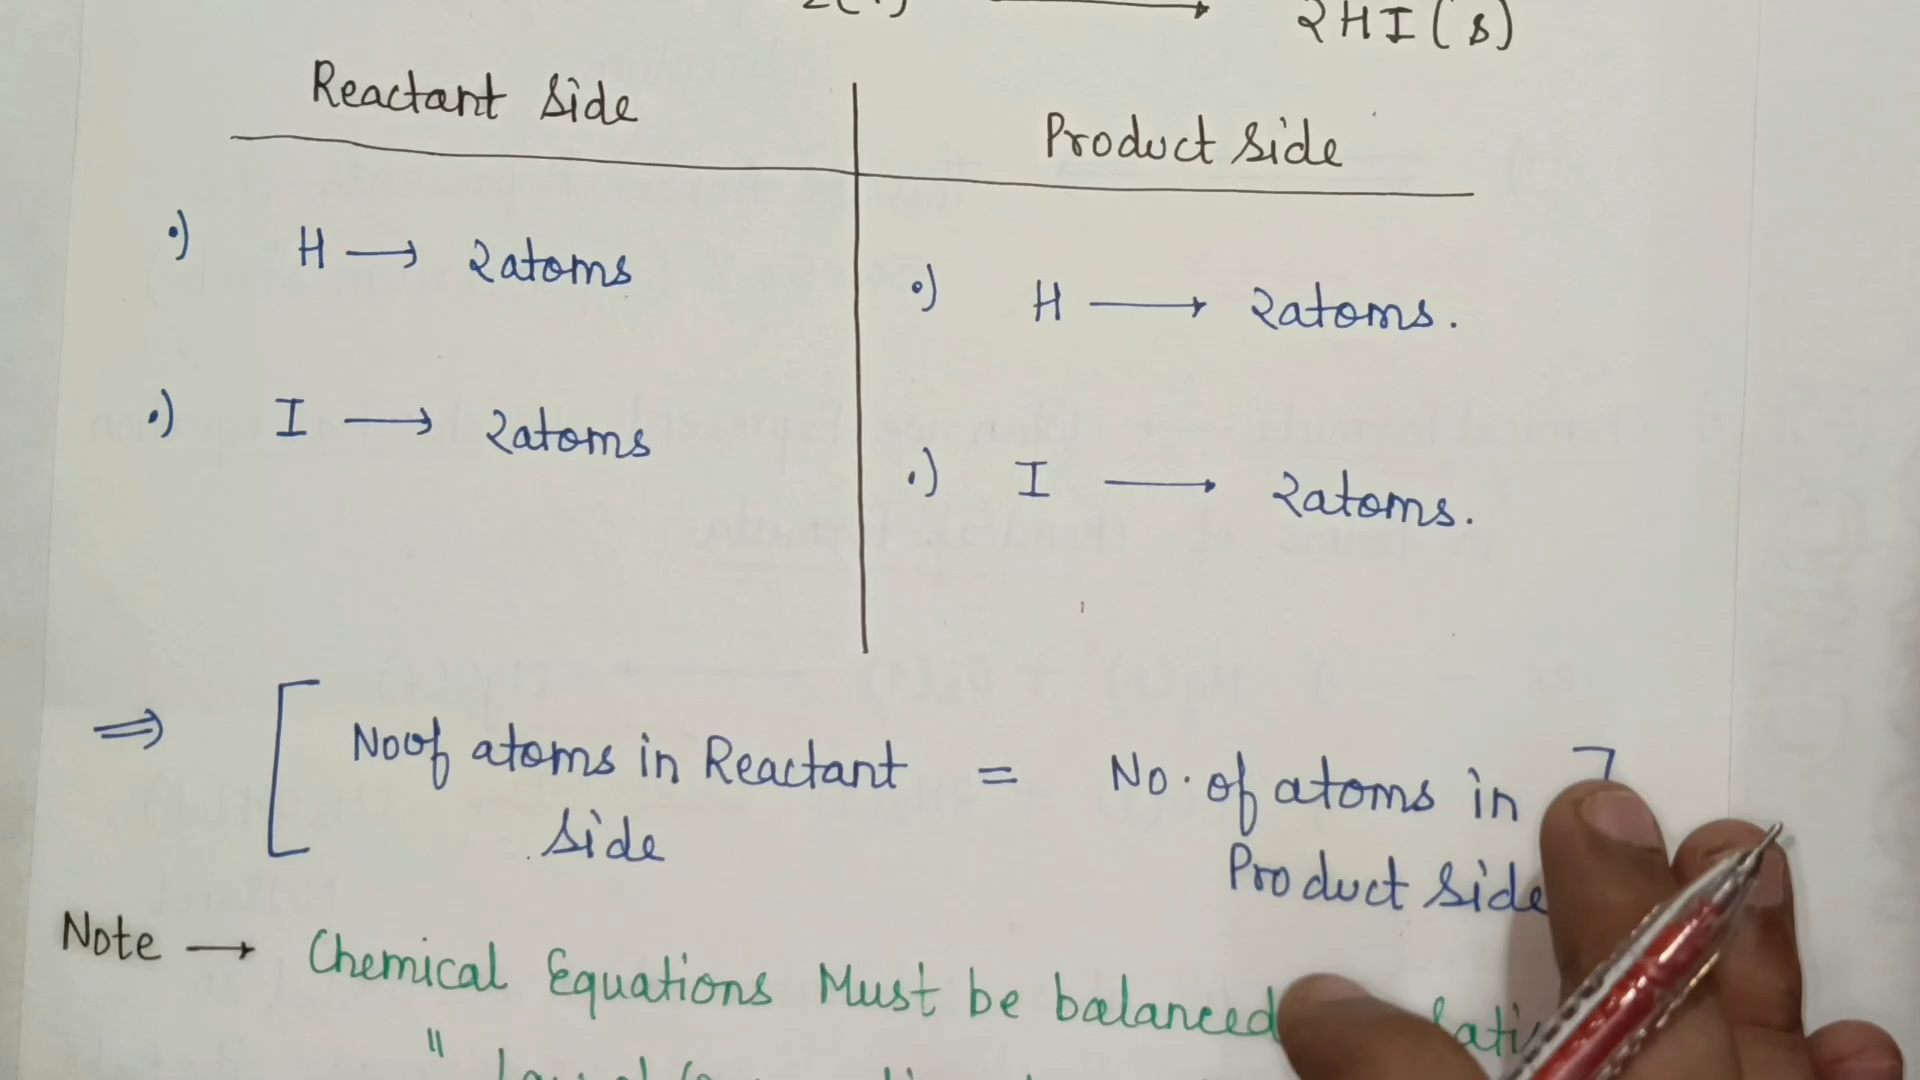 2HI(s)
Reactant side
Product side
•) H → 2atoms
•) H → 2atoms.
•) I → 2atoms
•) I → 2atoms.
⇒ [ No of atoms in Reactant = No. of atoms in ]
side
Product side
Note → Chemical Equations Must be balanced
"